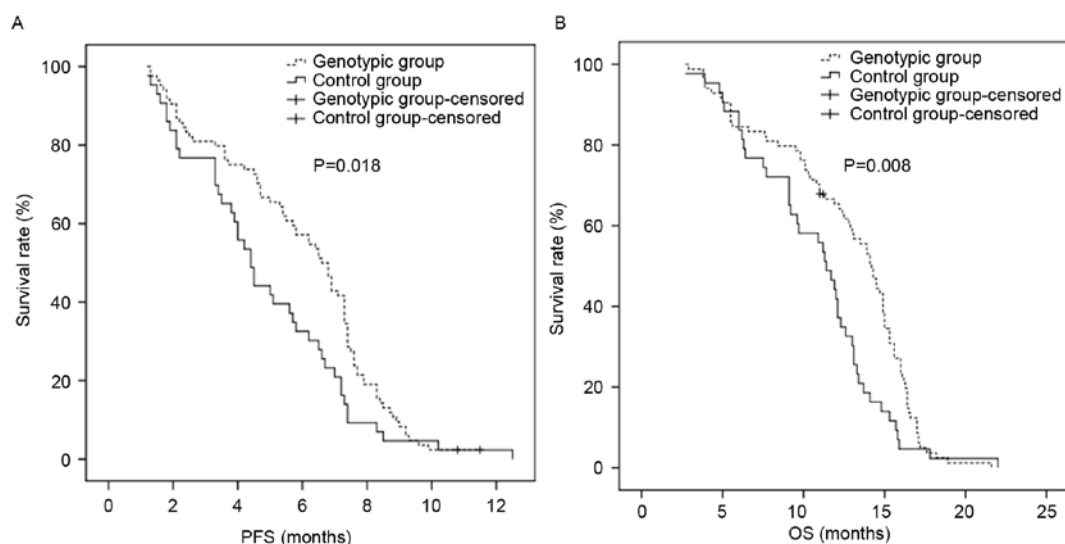 A
Genotypic group
Control group
Genotypic group-censored
Control group-censored
P=0.018
Survival rate (%)
100
80
60
40
20
0
0 2 4 6 8 10 12
PFS (months)
B
Genotypic group
Control group
Genotypic group-censored
Control group-censored
P=0.008
Survival rate (%)
100
80
60
40
20
0
0 5 10 15 20 25
OS (months)